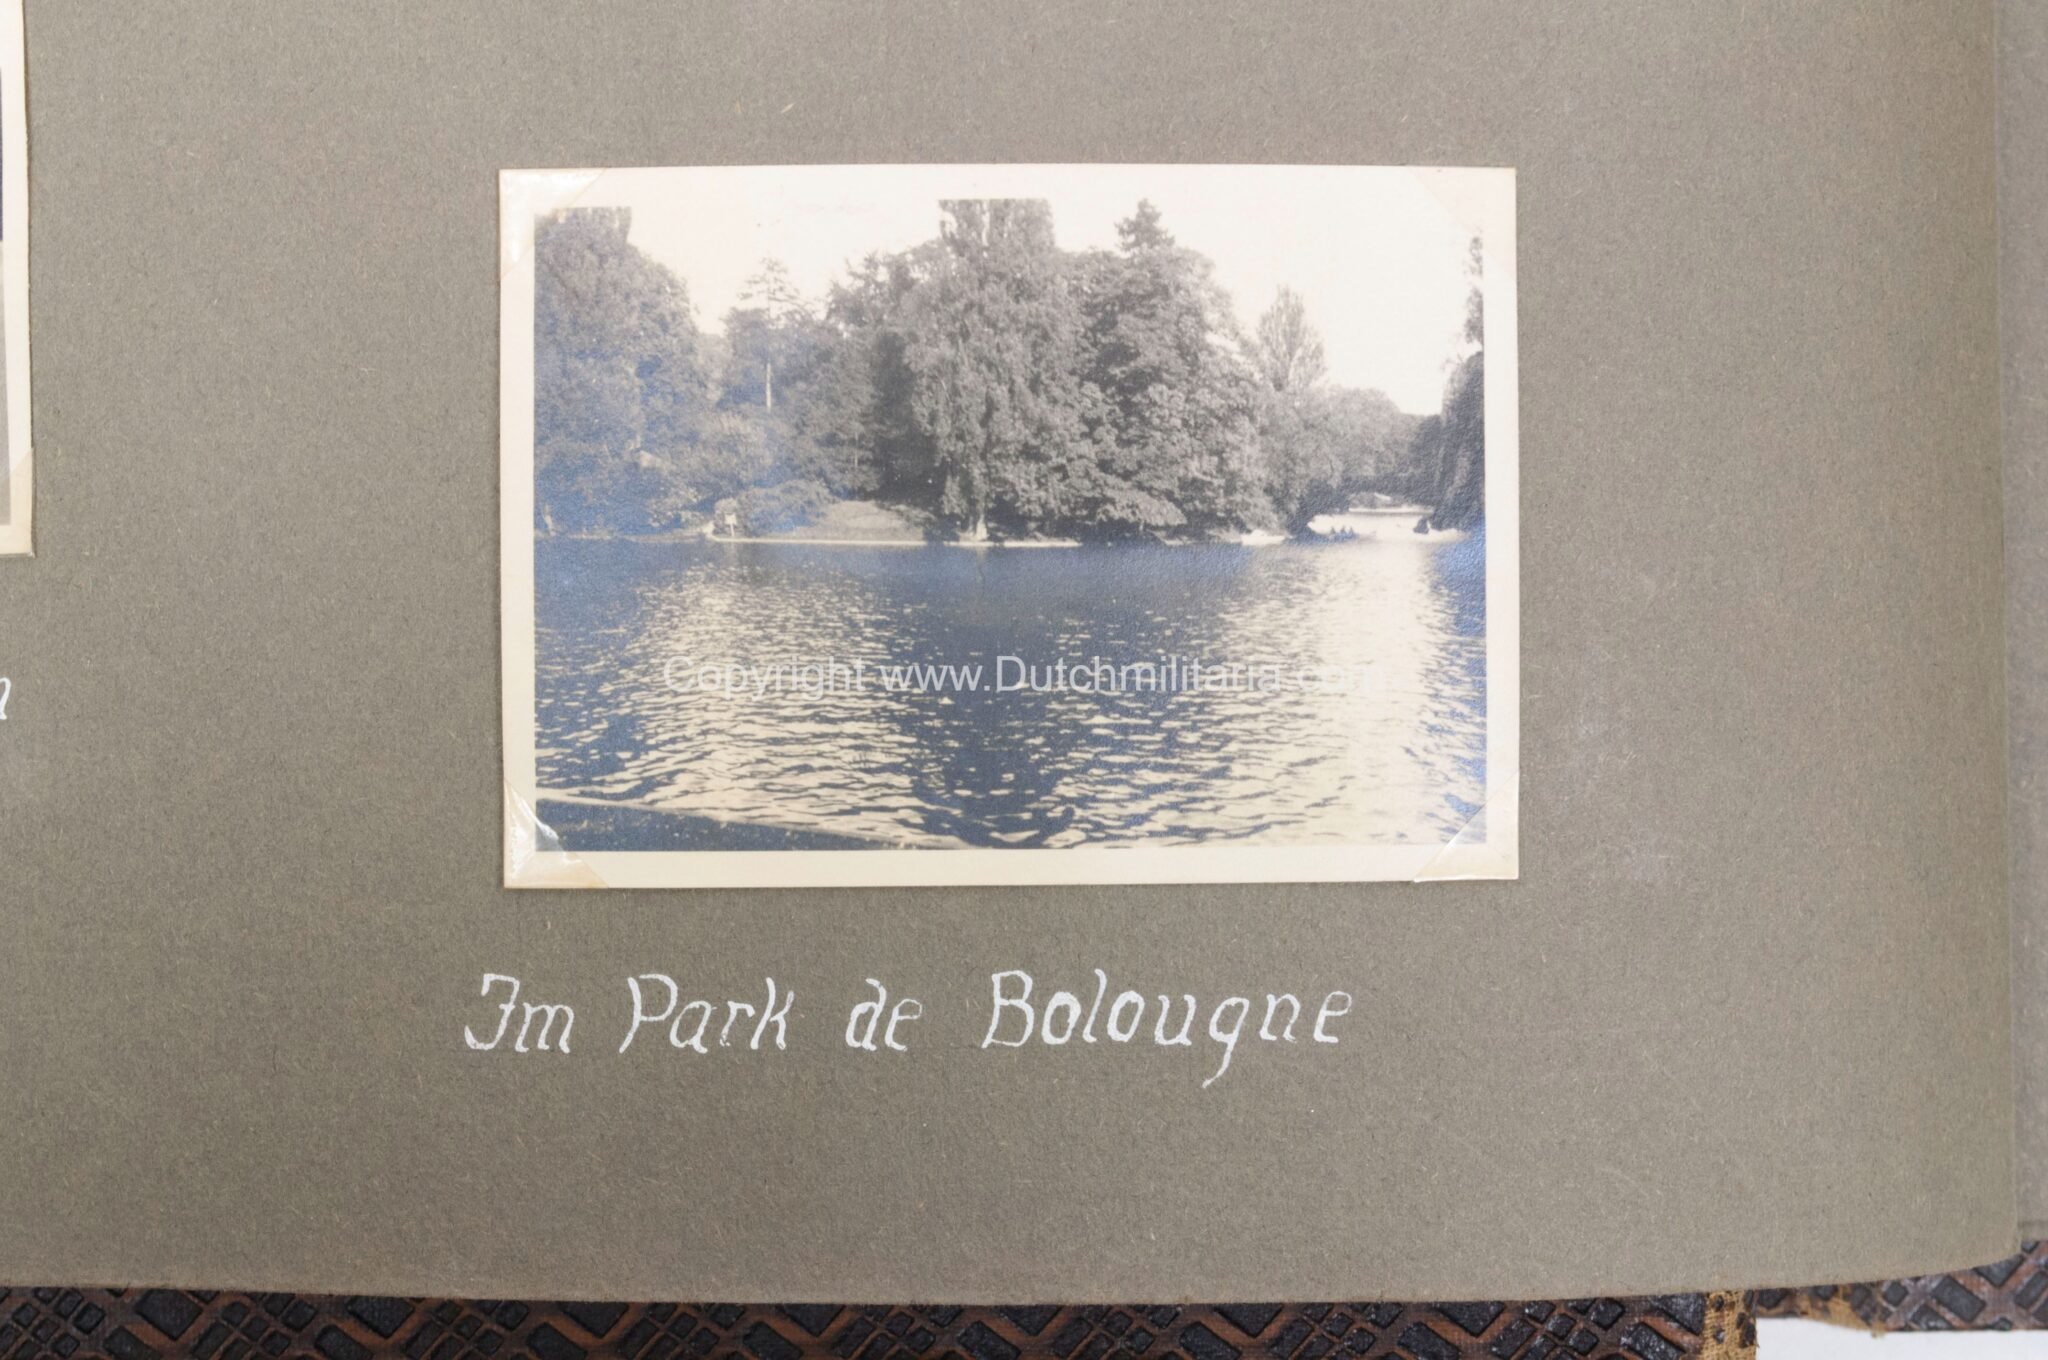 Copyright www.Dutchmilitaria.com
Im Park de Bolougne